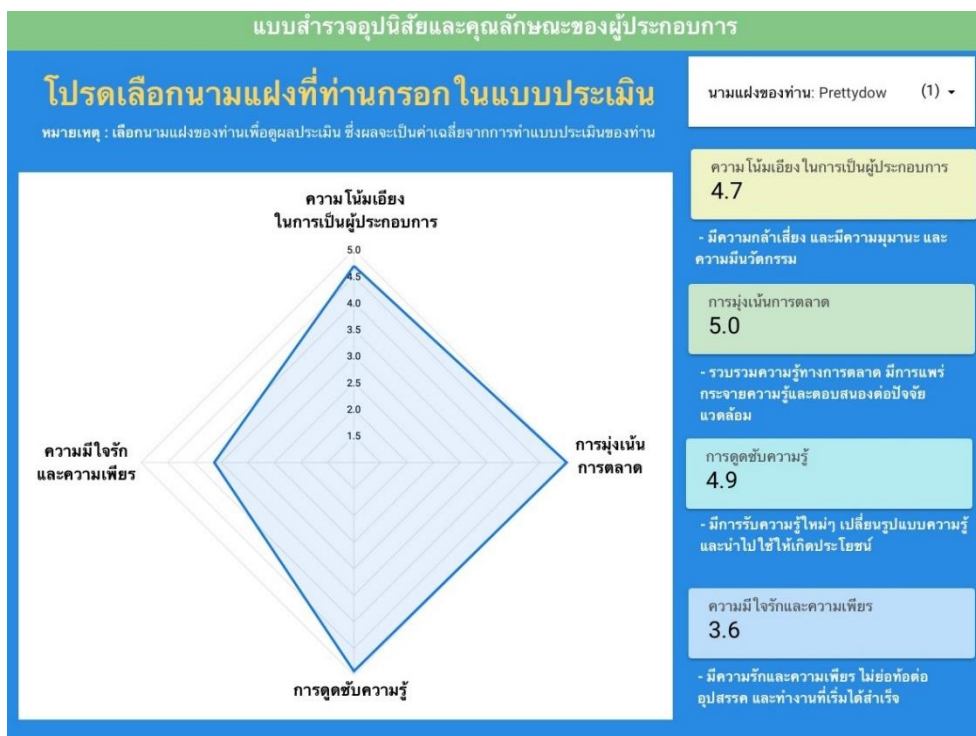 แบบสำรวจอุปนิสัยและคุณลักษณะของผู้ประกอบการ
โปรดเลือกนามแฝงที่ท่านกรอกในแบบประเมิน
หมายเหตุ : เลือกนามแฝงของท่านเพื่อดูผลประเมิน ซึ่งผลจะเป็นค่าเฉลี่ยจากการทำแบบประเมินของท่าน
นามแฝงของท่าน: Prettydow (1)
ความโน้มเอียง
ในการเป็นผู้ประกอบการ
5.0
4.5
4.0
3.5
3.0
2.5
2.0
1.5
ความมีใจรัก
และความเพียร
การมุ่งเน้น
การตลาด
การดูดซับความรู้
ความโน้มเอียงในการเป็นผู้ประกอบการ
4.7
- มีความกล้าเสี่ยง และมีความมุมานะ และ
ความมีนวัตกรรม
การมุ่งเน้นการตลาด
5.0
- รวบรวมความรู้ทางการตลาด มีการแพร่
กระจายความรู้และตอบสนองต่อปัจจัย
แวดล้อม
การดูดซับความรู้
4.9
- มีการรับความรู้ใหม่ๆ เปลี่ยนรูปแบบความรู้
และนำไปใช้ให้เกิดประโยชน์
ความมีใจรักและความเพียร
3.6
- มีความรักและความเพียร ไม่ย่อท้อต่อ
อุปสรรค และทำงานที่เริ่มได้สำเร็จ